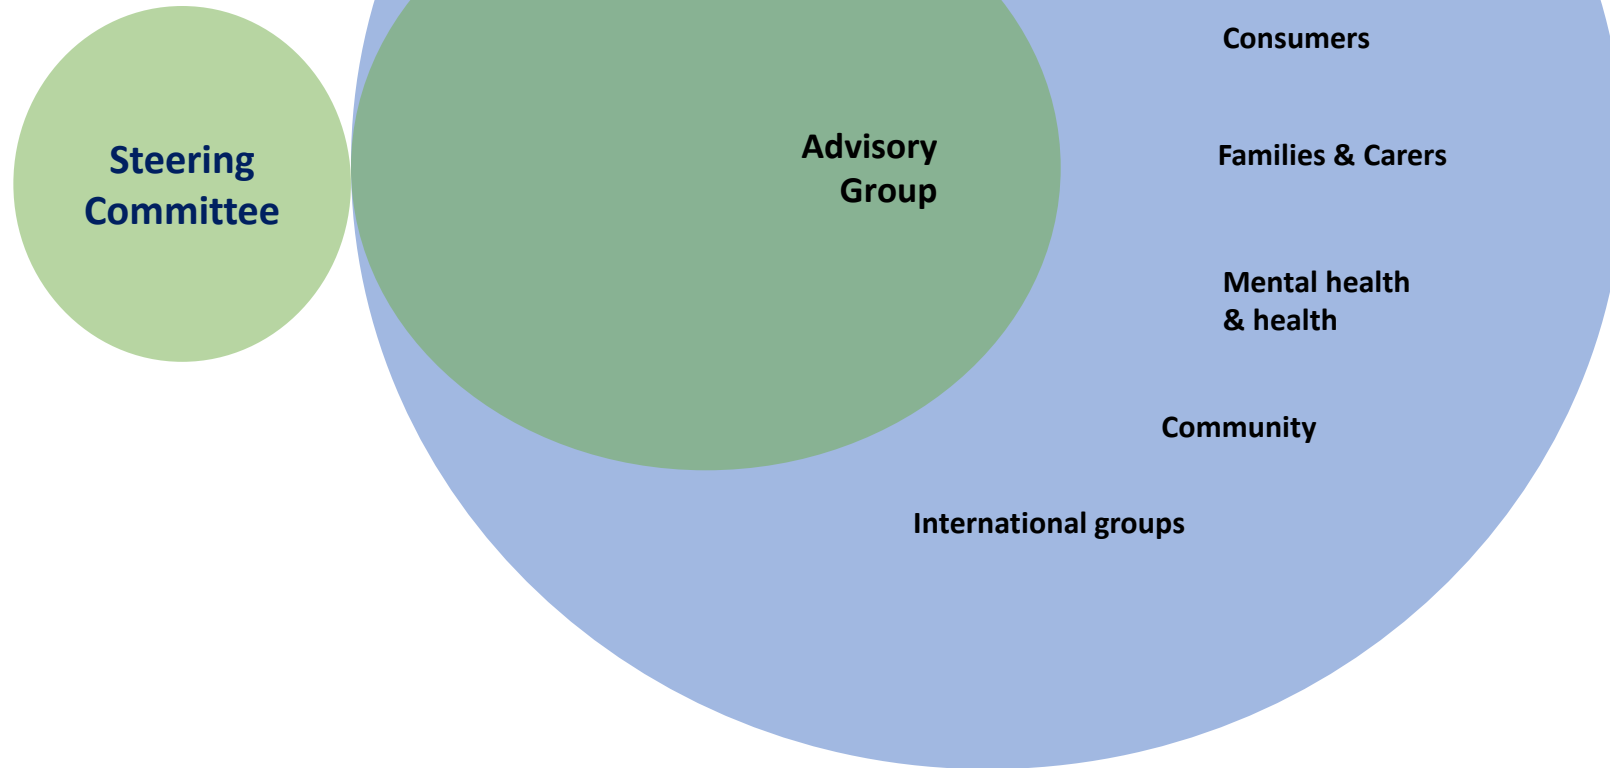 Steering
Committee
Advisory
Group
Consumers
Families & Carers
Mental health
& health
Community
International groups